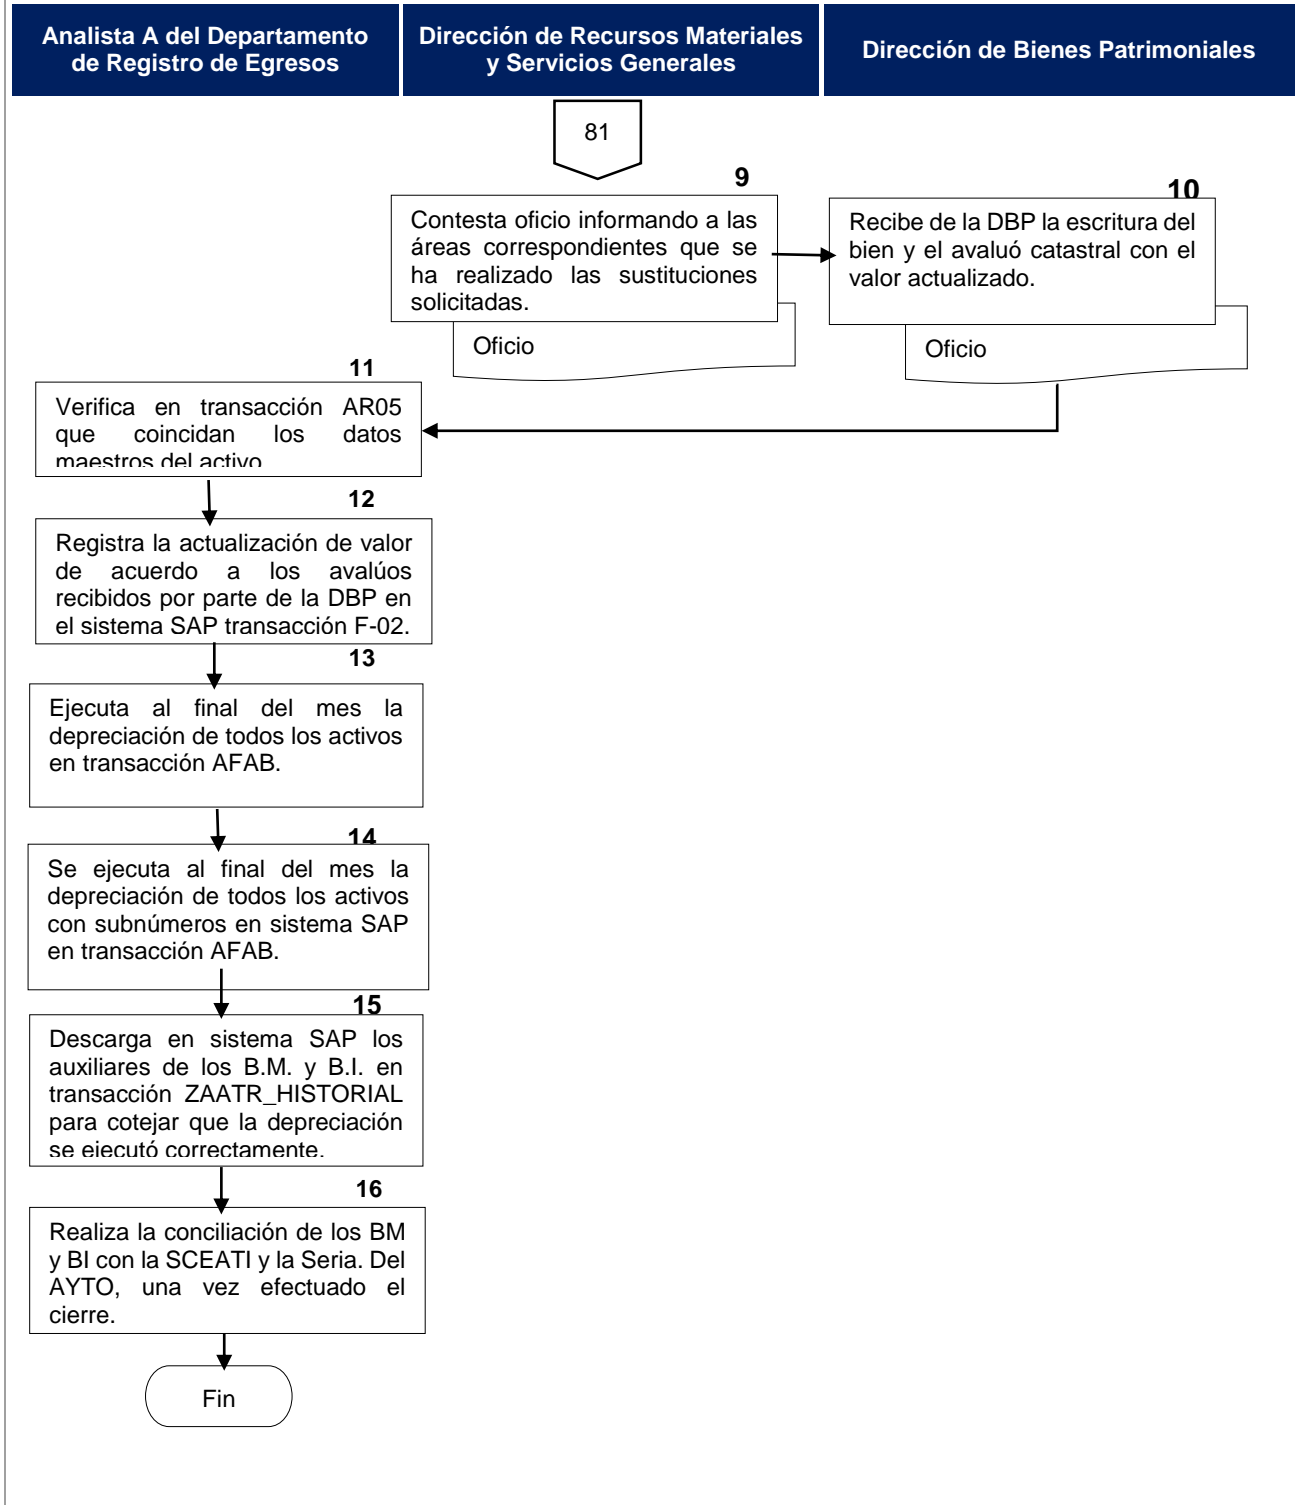 Analista A del Departamento
de Registro de Egresos
Dirección de Recursos Materiales
y Servicios Generales
Dirección de Bienes Patrimoniales
81
9
Contesta oficio informando a las
áreas correspondientes que se
ha realizado las sustituciones
solicitadas.
Oficio
10
Recibe de la DBP la escritura del
bien y el avaluó catastral con el
valor actualizado.
Oficio
11
Verifica en transacción AR05
que coincidan los datos
maestros del activo
12
Registra la actualización de valor
de acuerdo a los avalúos
recibidos por parte de la DBP en
el sistema SAP transacción F-02.
13
Ejecuta al final del mes la
depreciación de todos los activos
en transacción AFAB.
14
Se ejecuta al final del mes la
depreciación de todos los activos
con subnúmeros en sistema SAP
en transacción AFAB.
15
Descarga en sistema SAP los
auxiliares de los B.M. y B.I. en
transacción ZAATR_HISTORIAL
para cotejar que la depreciación
se ejecutó correctamente.
16
Realiza la conciliación de los BM
y BI con la SCEATI y la Seria. Del
AYTO, una vez efectuado el
cierre.
Fin